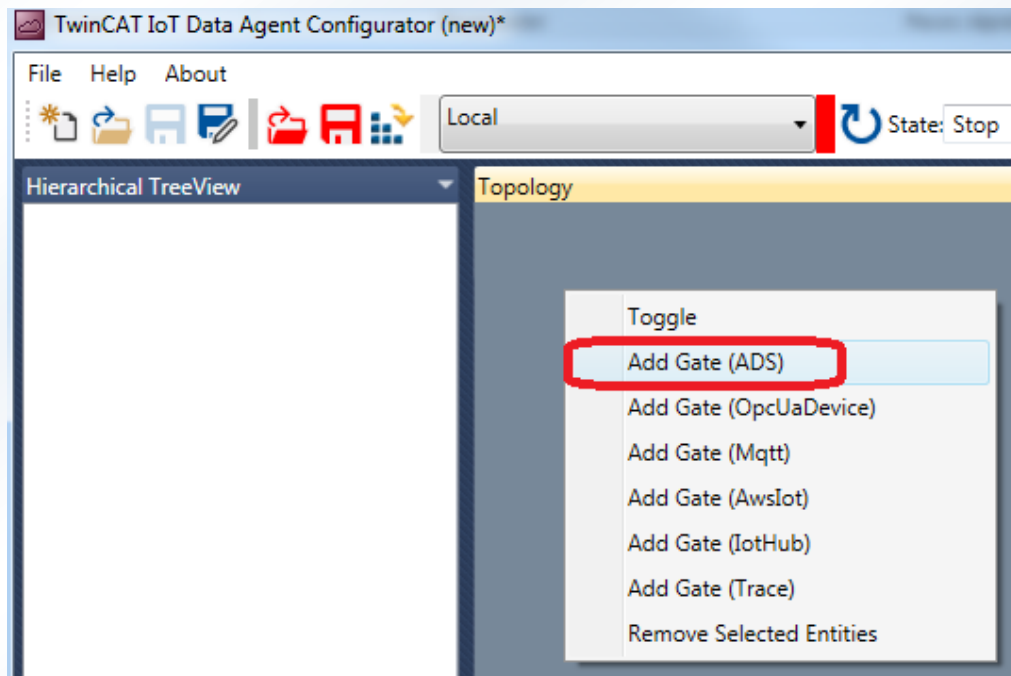 TwinCAT IoT Data Agent Configurator (new)*
File Help About
Local
State: Stop
Hierarchical TreeView
Topology
Toggle
Add Gate (ADS)
Add Gate (OpcUaDevice)
Add Gate (Mqtt)
Add Gate (AwsIot)
Add Gate (IotHub)
Add Gate (Trace)
Remove Selected Entities